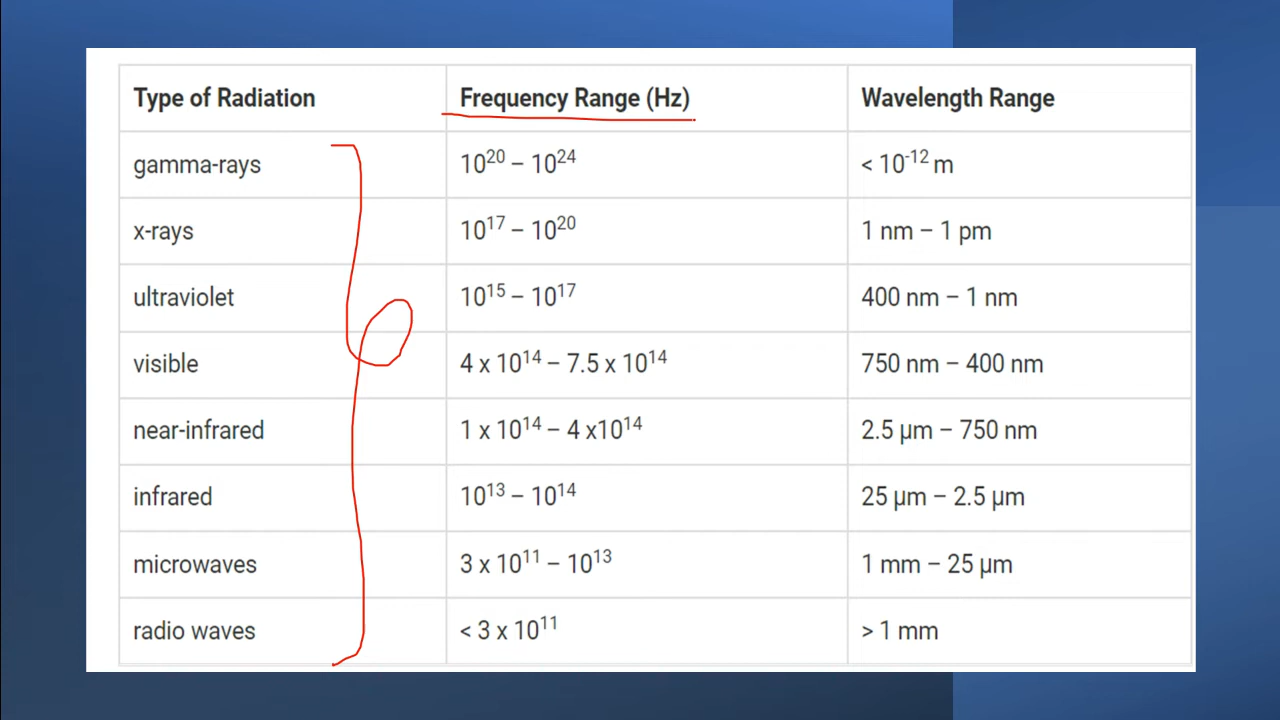 Type of Radiation Frequency Range (Hz) Wavelength Range
gamma-rays 10²⁰ – 10²⁴ < 10⁻¹² m
x-rays 10¹⁷ – 10²⁰ 1 nm – 1 pm
ultraviolet 10¹⁵ – 10¹⁷ 400 nm – 1 nm
visible 4 x 10¹⁴ – 7.5 x 10¹⁴ 750 nm – 400 nm
near-infrared 1 x 10¹⁴ – 4 x10¹⁴ 2.5 μm – 750 nm
infrared 10¹³ – 10¹⁴ 25 μm – 2.5 μm
microwaves 3 x 10¹¹ – 10¹³ 1 mm – 25 μm
radio waves < 3 x 10¹¹ > 1 mm